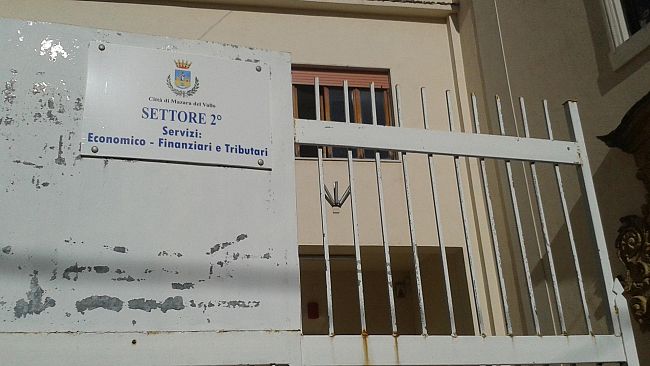 Città di Mazara del Vallo
SETTORE 2°
Servizi:
Economico - Finanziari e Tributari